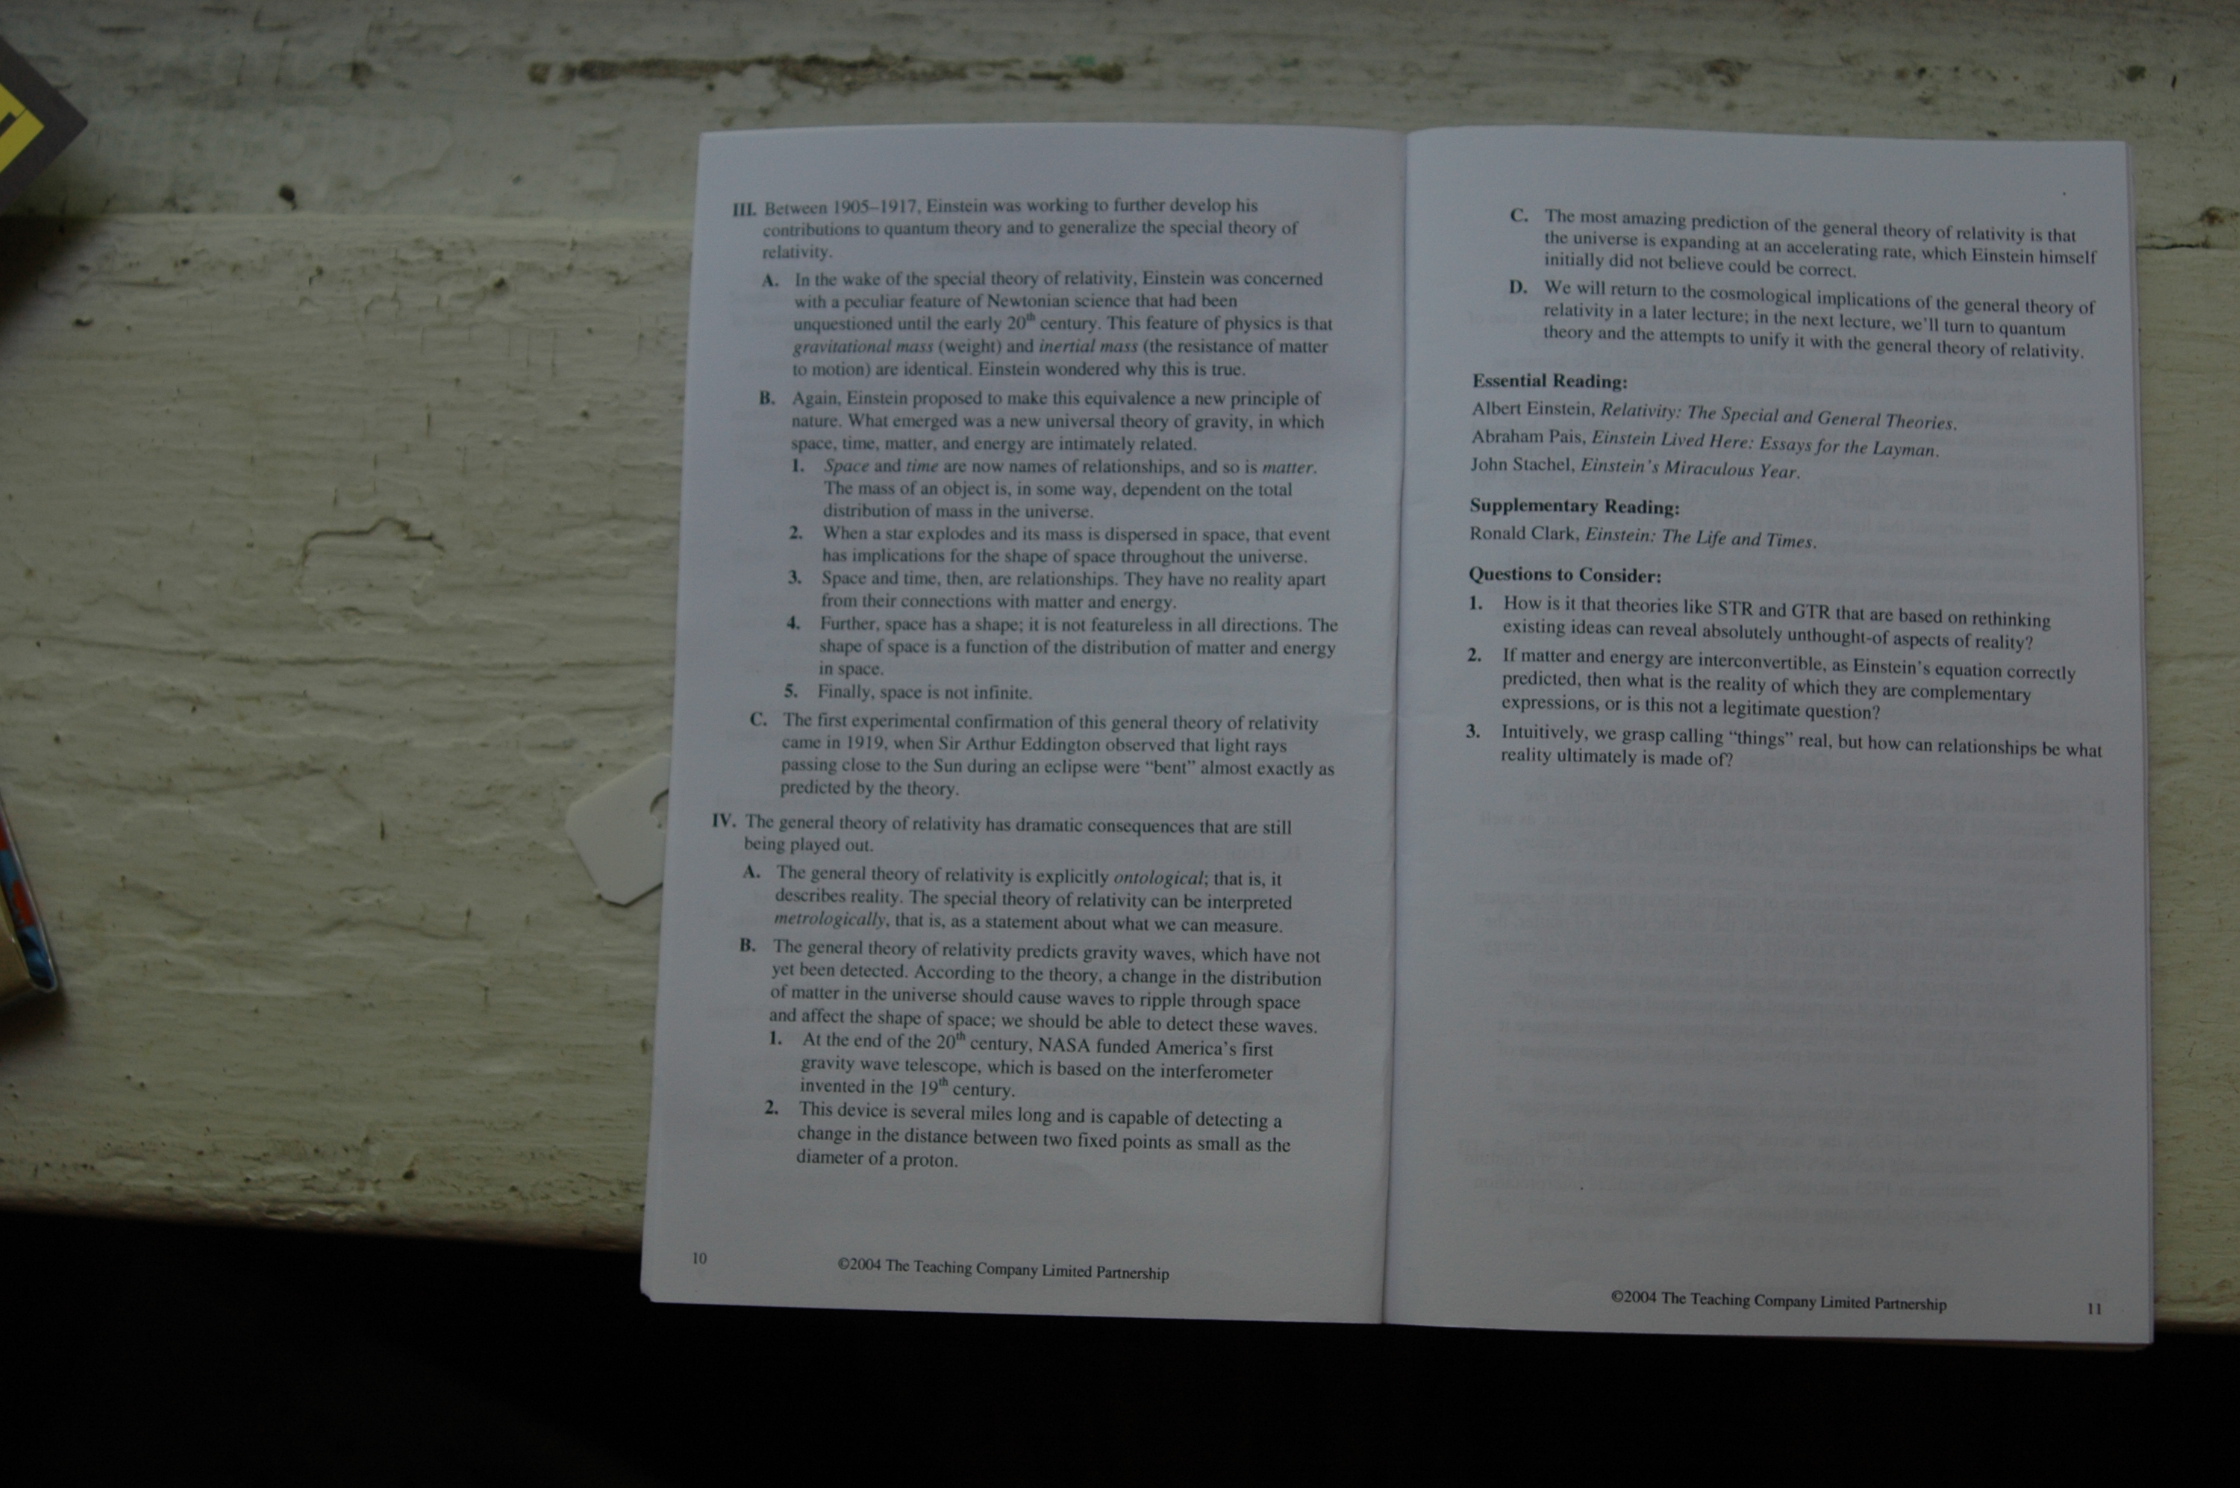 III. Between 1905–1917, Einstein was working to further develop his
contributions to quantum theory and to generalize the special theory of
relativity.
A. In the wake of the special theory of relativity, Einstein was concerned
with a peculiar feature of Newtonian science that had been
unquestioned until the early 20th century. This feature of physics is that
gravitational mass (weight) and inertial mass (the resistance of matter
to motion) are identical. Einstein wondered why this is true.
B. Again, Einstein proposed to make this equivalence a new principle of
nature. What emerged was a new universal theory of gravity, in which
space, time, matter, and energy are intimately related.
1. Space and time are now names of relationships, and so is matter.
The mass of an object is, in some way, dependent on the total
distribution of mass in the universe.
2. When a star explodes and its mass is dispersed in space, that event
has implications for the shape of space throughout the universe.
3. Space and time, then, are relationships. They have no reality apart
from their connections with matter and energy.
4. Further, space has a shape; it is not featureless in all directions. The
shape of space is a function of the distribution of matter and energy
in space.
5. Finally, space is not infinite.
C. The first experimental confirmation of this general theory of relativity
came in 1919, when Sir Arthur Eddington observed that light rays
passing close to the Sun during an eclipse were “bent” almost exactly as
predicted by the theory.
IV. The general theory of relativity has dramatic consequences that are still
being played out.
A. The general theory of relativity is explicitly ontological; that is, it
describes reality. The special theory of relativity can be interpreted
metrologically, that is, as a statement about what we can measure.
B. The general theory of relativity predicts gravity waves, which have not
yet been detected. According to the theory, a change in the distribution
of matter in the universe should cause waves to ripple through space
and affect the shape of space; we should be able to detect these waves.
1. At the end of the 20th century, NASA funded America’s first
gravity wave telescope, which is based on the interferometer
invented in the 19th century.
2. This device is several miles long and is capable of detecting a
change in the distance between two fixed points as small as the
diameter of a proton.
10
©2004 The Teaching Company Limited Partnership
C. The most amazing prediction of the general theory of relativity is that
the universe is expanding at an accelerating rate, which Einstein himself
initially did not believe could be correct.
D. We will return to the cosmological implications of the general theory of
relativity in a later lecture; in the next lecture, we’ll turn to quantum
theory and the attempts to unify it with the general theory of relativity.
Essential Reading:
Albert Einstein, Relativity: The Special and General Theories.
Abraham Pais, Einstein Lived Here: Essays for the Layman.
John Stachel, Einstein’s Miraculous Year.
Supplementary Reading:
Ronald Clark, Einstein: The Life and Times.
Questions to Consider:
1. How is it that theories like STR and GTR that are based on rethinking
existing ideas can reveal absolutely unthought-of aspects of reality?
2. If matter and energy are interconvertible, as Einstein’s equation correctly
predicted, then what is the reality of which they are complementary
expressions, or is this not a legitimate question?
3. Intuitively, we grasp calling “things” real, but how can relationships be what
reality ultimately is made of?
©2004 The Teaching Company Limited Partnership
11